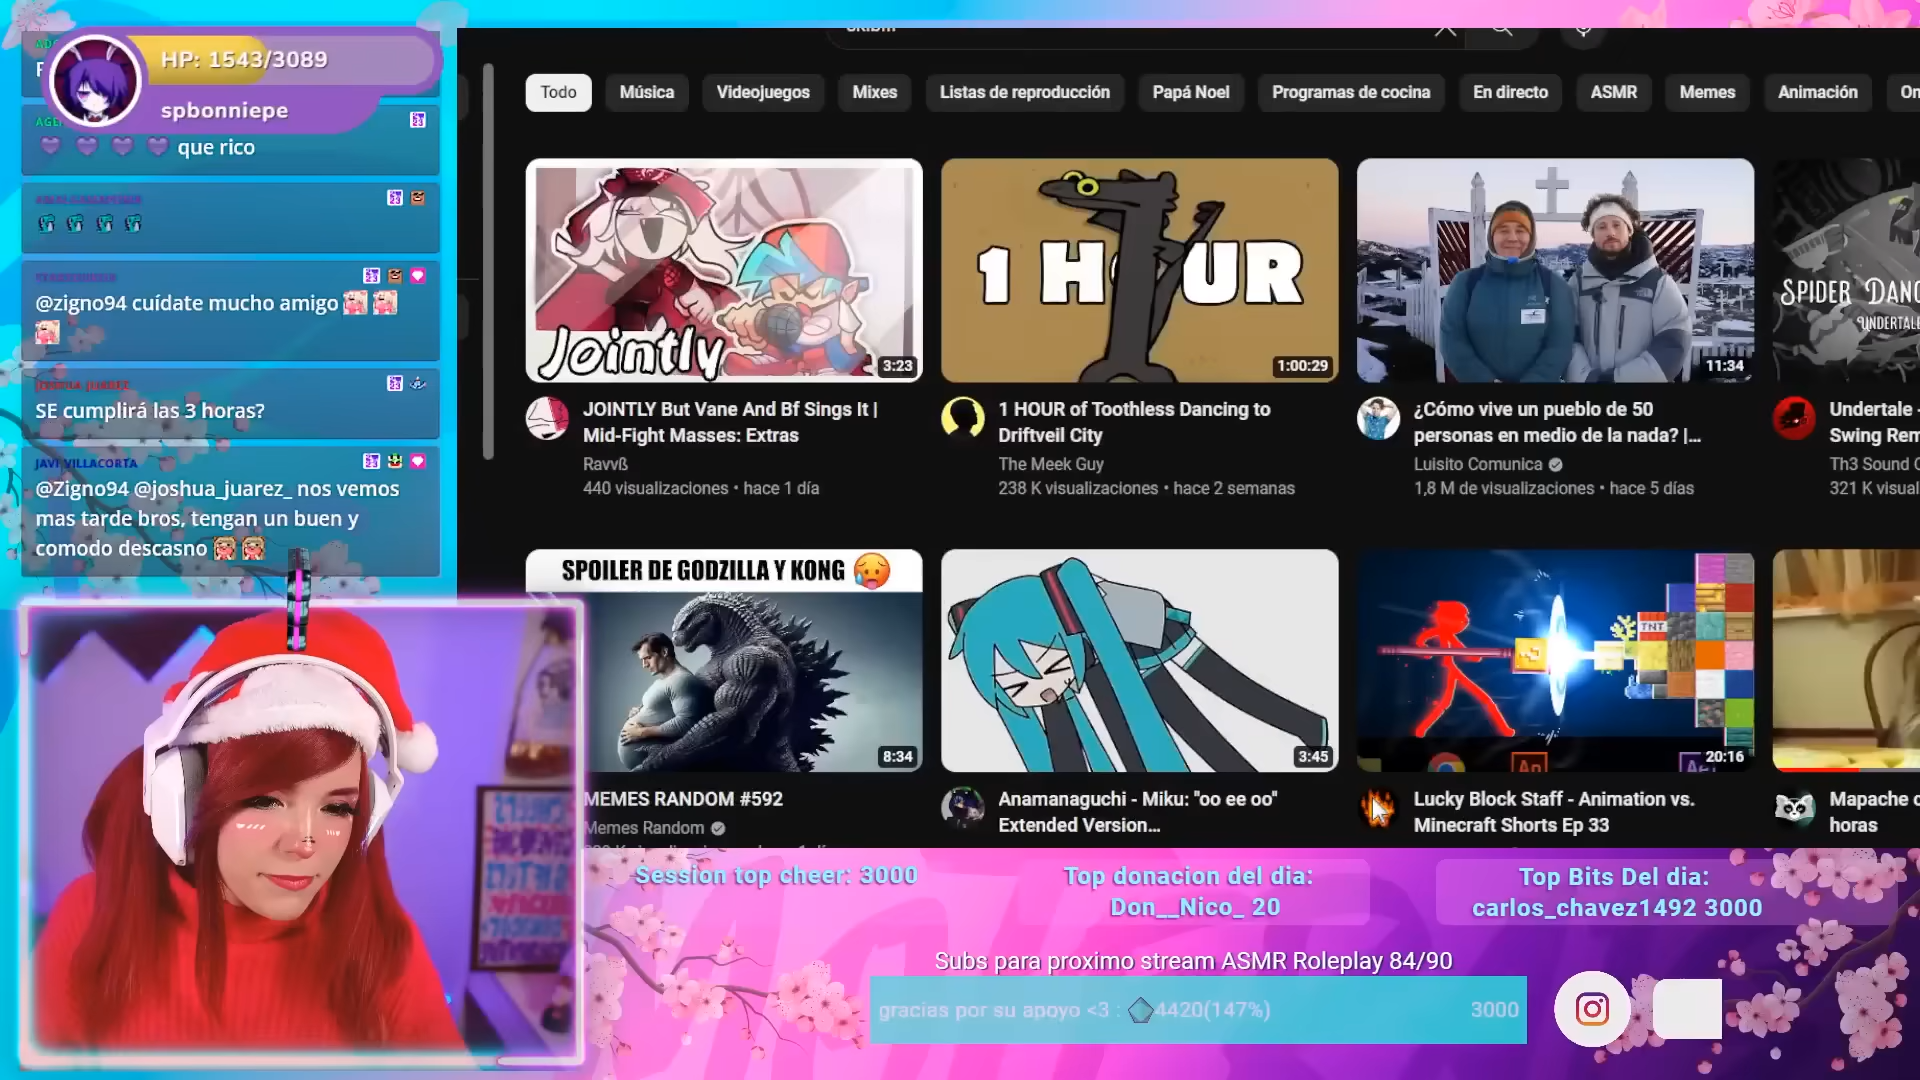 HP: 1543/3089
spbonniepe
que rico
@zigno94 cuídate mucho amigo
JOSHUA_JUAREZ_
SE cumplirá las 3 horas?
JAVI VILLACORTA
@Zigno94 @joshua_juarez_ nos vemos
mas tarde bros, tengan un buen y
comodo descasno
Todo
Música
Videojuegos
Mixes
Listas de reproducción
Papá Noel
Programas de cocina
En directo
ASMR
Memes
Animación
Jointly
3:23
JOINTLY But Vane And Bf Sings It |
Mid-Fight Masses: Extras
Ravvß
440 visualizaciones • hace 1 día
1 HOUR
1:00:29
1 HOUR of Toothless Dancing to
Driftveil City
The Meek Guy
238 K visualizaciones • hace 2 semanas
11:34
¿Cómo vive un pueblo de 50
personas en medio de la nada? |...
Luisito Comunica
1,8 M de visualizaciones • hace 5 días
SPIDER DANC
UNDERTALE
Undertale -
Swing Rem
Th3 Sound
321 K visual
SPOILER DE GODZILLA Y KONG
8:34
MEMES RANDOM #592
Memes Random
3:45
Anamanaguchi - Miku: "oo ee oo"
Extended Version...
TNT
20:16
Lucky Block Staff - Animation vs.
Minecraft Shorts Ep 33
Mapache
horas
Session top cheer: 3000
Top donacion del dia:
Don__Nico_ 20
Top Bits Del dia:
carlos_chavez1492 3000
Subs para proximo stream ASMR Roleplay 84/90
gracias por su apoyo <3 : 4420(147%)
3000